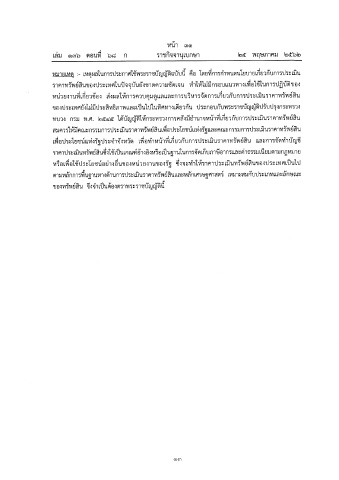 หน้า ๓๑
เล่ม ๑๓๖ ตอนที่ ๖๘ ก ราชกิจจานุเบกษา ๒๕ พฤษภาคม ๒๕๖๒
หมายเหตุ :- เหตุผลในการประกาศใช้พระราชบัญญัติฉบับนี้ คือ โดยที่การกำหนดนโยบายเกี่ยวกับการประเมิน
ราคาทรัพย์สินของประเทศในปัจจุบันยังขาดความชัดเจน ทำให้ไม่มีกรอบแนวทางเพื่อใช้ในการปฏิบัติของ
หน่วยงานที่เกี่ยวข้อง ส่งผลให้การควบคุมดูแลและการบริหารจัดการเกี่ยวกับการประเมินราคาทรัพย์สิน
ของประเทศยังไม่มีประสิทธิภาพและเป็นไปในทิศทางเดียวกัน ประกอบกับพระราชบัญญัติปรับปรุงกระทรวง
ทบวง กรม พ.ศ. ๒๕๔๕ ได้บัญญัติให้กระทรวงการคลังมีอำนาจหน้าที่เกี่ยวกับการประเมินราคาทรัพย์สิน
สมควรให้มีคณะกรรมการประเมินราคาทรัพย์สินเพื่อประโยชน์แห่งรัฐและคณะกรรมการประเมินราคาทรัพย์สิน
เพื่อประโยชน์แห่งรัฐประจำจังหวัด เพื่อทำหน้าที่เกี่ยวกับการประเมินราคาทรัพย์สิน และการจัดทำบัญชี
ราคาประเมินทรัพย์สินซึ่งใช้เป็นเกณฑ์อ้างอิงหรือเป็นฐานในการจัดเก็บภาษีอากรและค่าธรรมเนียมตามกฎหมาย
หรือเพื่อใช้ประโยชน์อย่างอื่นของหน่วยงานของรัฐ ซึ่งจะทำให้ราคาประเมินทรัพย์สินของประเทศเป็นไป
ตามหลักการพื้นฐานทางด้านการประเมินราคาทรัพย์สินและหลักเศรษฐศาสตร์ เหมาะสมกับประเภทและลักษณะ
ของทรัพย์สิน จึงจำเป็นต้องตราพระราชบัญญัตินี้
๑๓